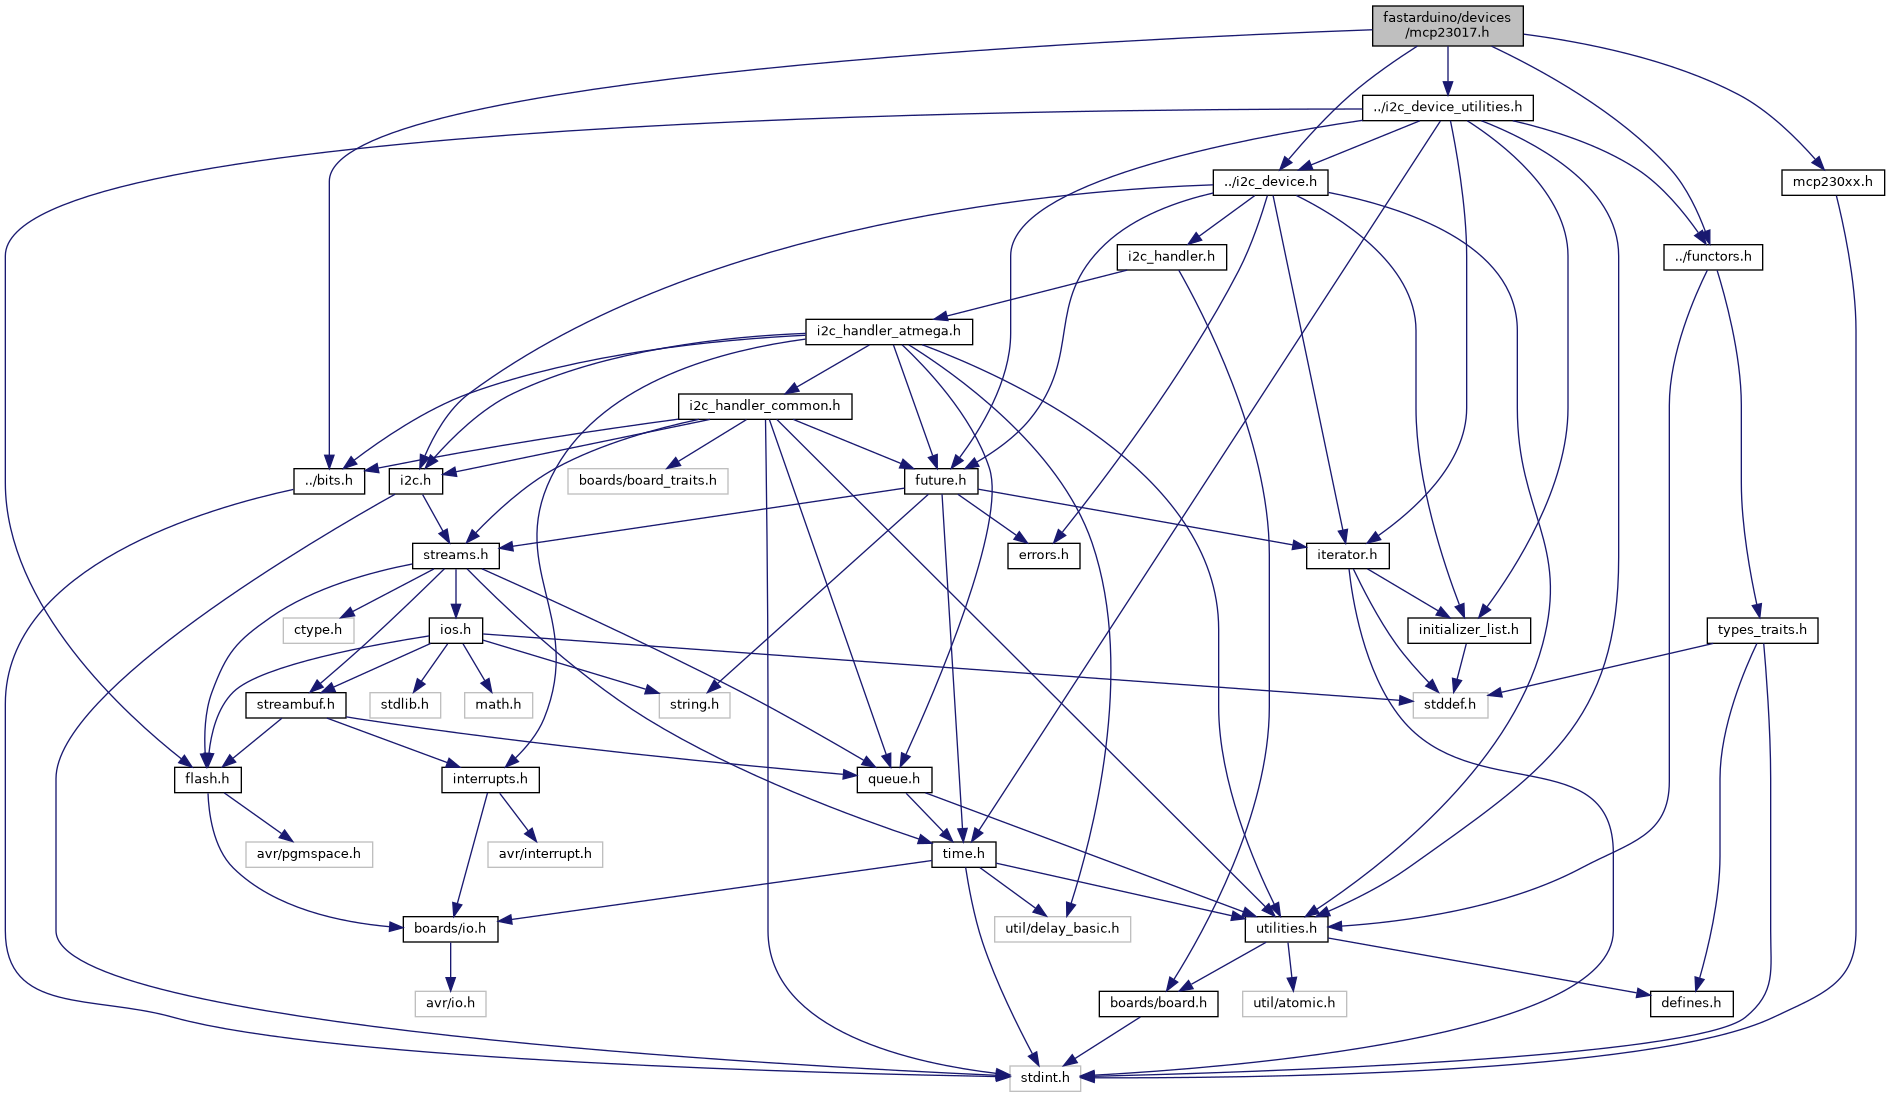 fastarduino/devices
/mcp23017.h
../i2c_device_utilities.h
../i2c_device.h
mcp230xx.h
i2c_handler.h
../functors.h
i2c_handler_atmega.h
i2c_handler_common.h
../bits.h
i2c.h
boards/board_traits.h
future.h
streams.h
errors.h
iterator.h
ctype.h
ios.h
initializer_list.h
types_traits.h
streambuf.h
stdlib.h
math.h
string.h
stddef.h
flash.h
interrupts.h
queue.h
avr/pgmspace.h
avr/interrupt.h
time.h
boards/io.h
util/delay_basic.h
utilities.h
avr/io.h
boards/board.h
util/atomic.h
defines.h
stdint.h